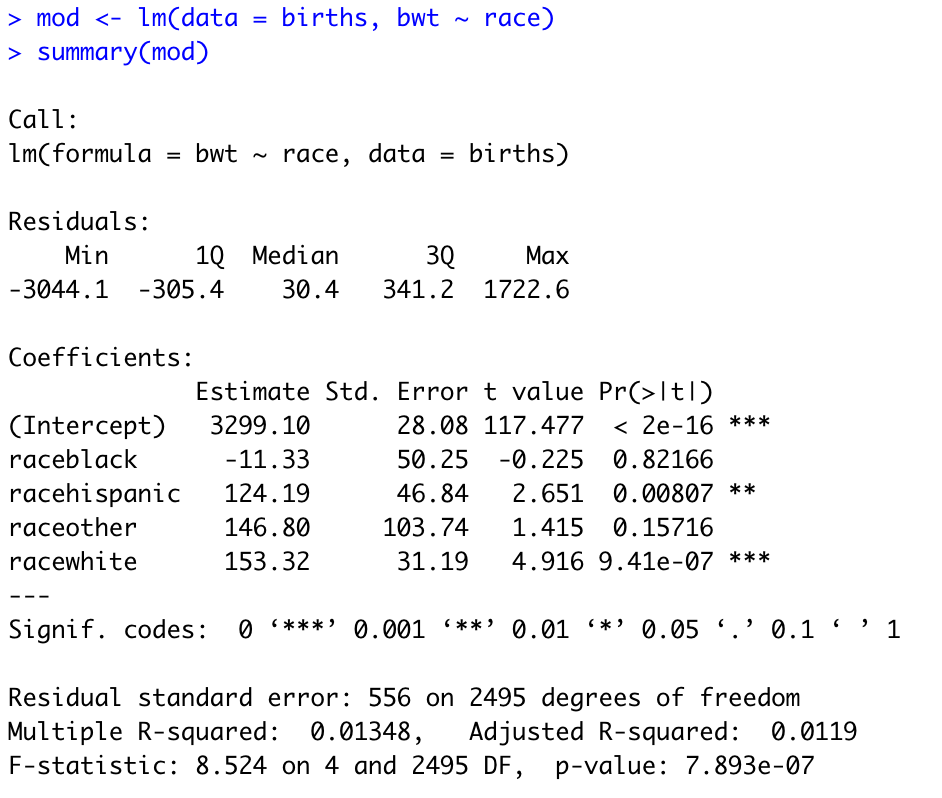 > mod <- lm(data = births, bwt ~ race)
> summary(mod)

Call:
lm(formula = bwt ~ race, data = births)

Residuals:
    Min      1Q  Median      3Q     Max
-3044.1  -305.4    30.4   341.2  1722.6

Coefficients:
             Estimate Std. Error t value Pr(>|t|)
(Intercept)   3299.10      28.08 117.477  < 2e-16 ***
raceblack      -11.33      50.25  -0.225  0.82166
racehispanic   124.19      46.84   2.651  0.00807 **
raceother      146.80     103.74   1.415  0.15716
racewhite      153.32      31.19   4.916 9.41e-07 ***
---
Signif. codes:  0 ‘***’ 0.001 ‘**’ 0.01 ‘*’ 0.05 ‘.’ 0.1 ‘ ’ 1

Residual standard error: 556 on 2495 degrees of freedom
Multiple R-squared:  0.01348,	Adjusted R-squared:  0.0119
F-statistic: 8.524 on 4 and 2495 DF,  p-value: 7.893e-07